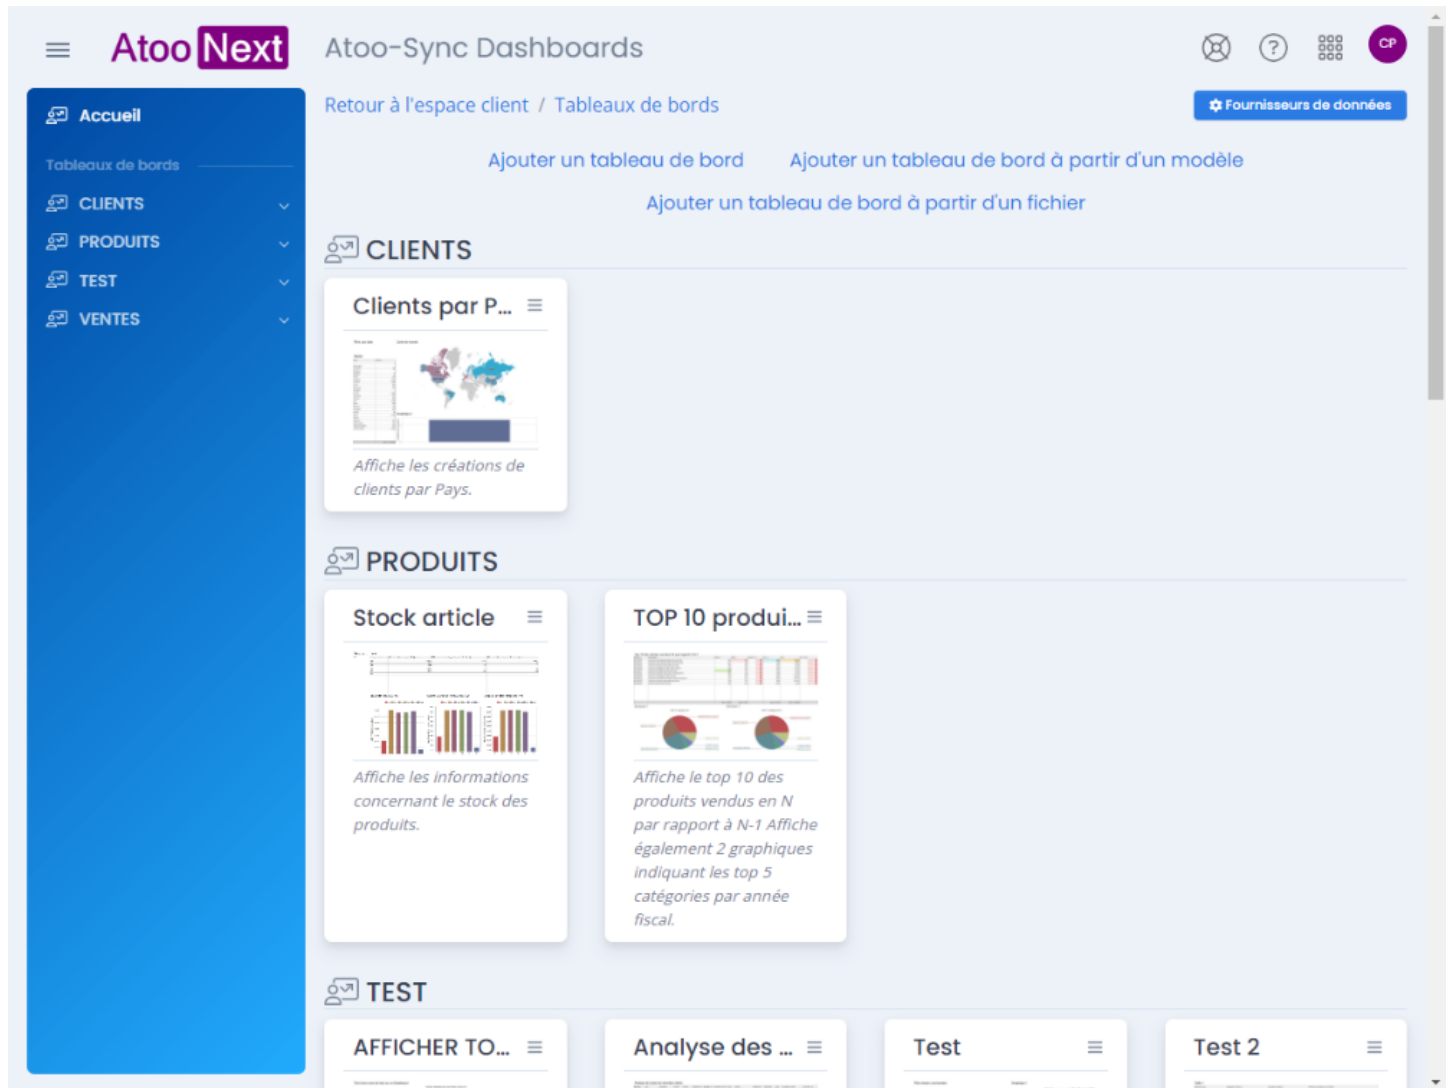 Atoo Next
Atoo-Sync Dashboards
CP
Accueil
Tableaux de bords
CLIENTS
PRODUITS
TEST
VENTES
Retour à l'espace client / Tableaux de bords
Fournisseurs de données
Ajouter un tableau de bord
Ajouter un tableau de bord à partir d'un modèle
Ajouter un tableau de bord à partir d'un fichier
CLIENTS
Clients par P...
Affiche les créations de
clients par Pays.
PRODUITS
Stock article
Affiche les informations
concernant le stock des
produits.
TOP 10 produi...
Affiche le top 10 des
produits vendus en N
par rapport à N-1 Affiche
également 2 graphiques
indiquant les top 5
catégories par année
fiscal.
TEST
AFFICHER TO...
Analyse des ...
Test
Test 2